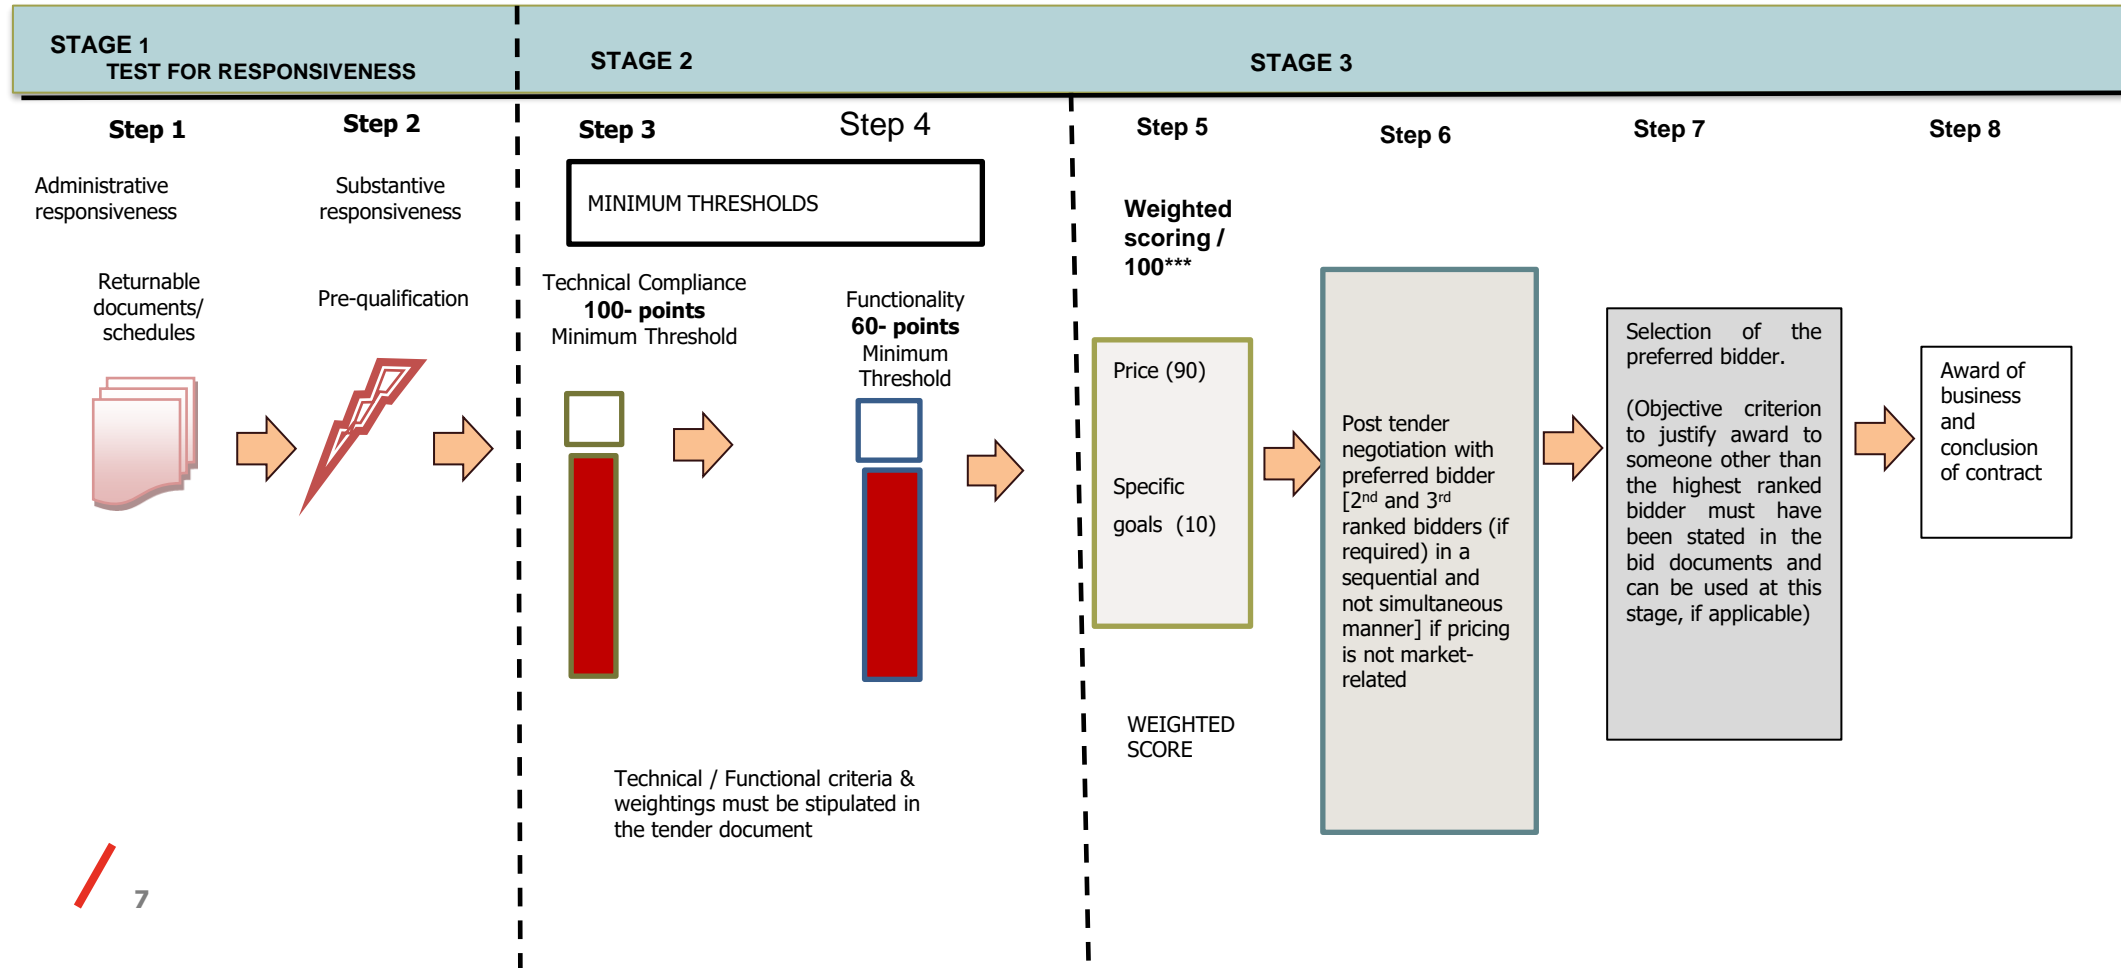 STAGE 1
TEST FOR RESPONSIVENESS
STAGE 2
STAGE 3
Step 1
Step 2
Step 3
Step 4
Step 5
Step 6
Step 7
Step 8
Administrative
responsiveness
Returnable
documents/
schedules
Substantive
responsiveness
Pre-qualification
MINIMUM THRESHOLDS
Technical Compliance
100- points
Minimum Threshold
Functionality
60- points
Minimum
Threshold
Technical / Functional criteria &
weightings must be stipulated in
the tender document
Weighted
scoring /
100***
Price (90)
Specific
goals (10)
WEIGHTED
SCORE
Post tender
negotiation with
preferred bidder
[2nd and 3rd
ranked bidders (if
required) in a
sequential and
not simultaneous
manner] if pricing
is not market-
related
Selection of the
preferred bidder.
(Objective criterion
to justify award to
someone other than
the highest ranked
bidder must have
been stated in the
bid documents and
can be used at this
stage, if applicable)
Award of
business
and
conclusion
of contract
7